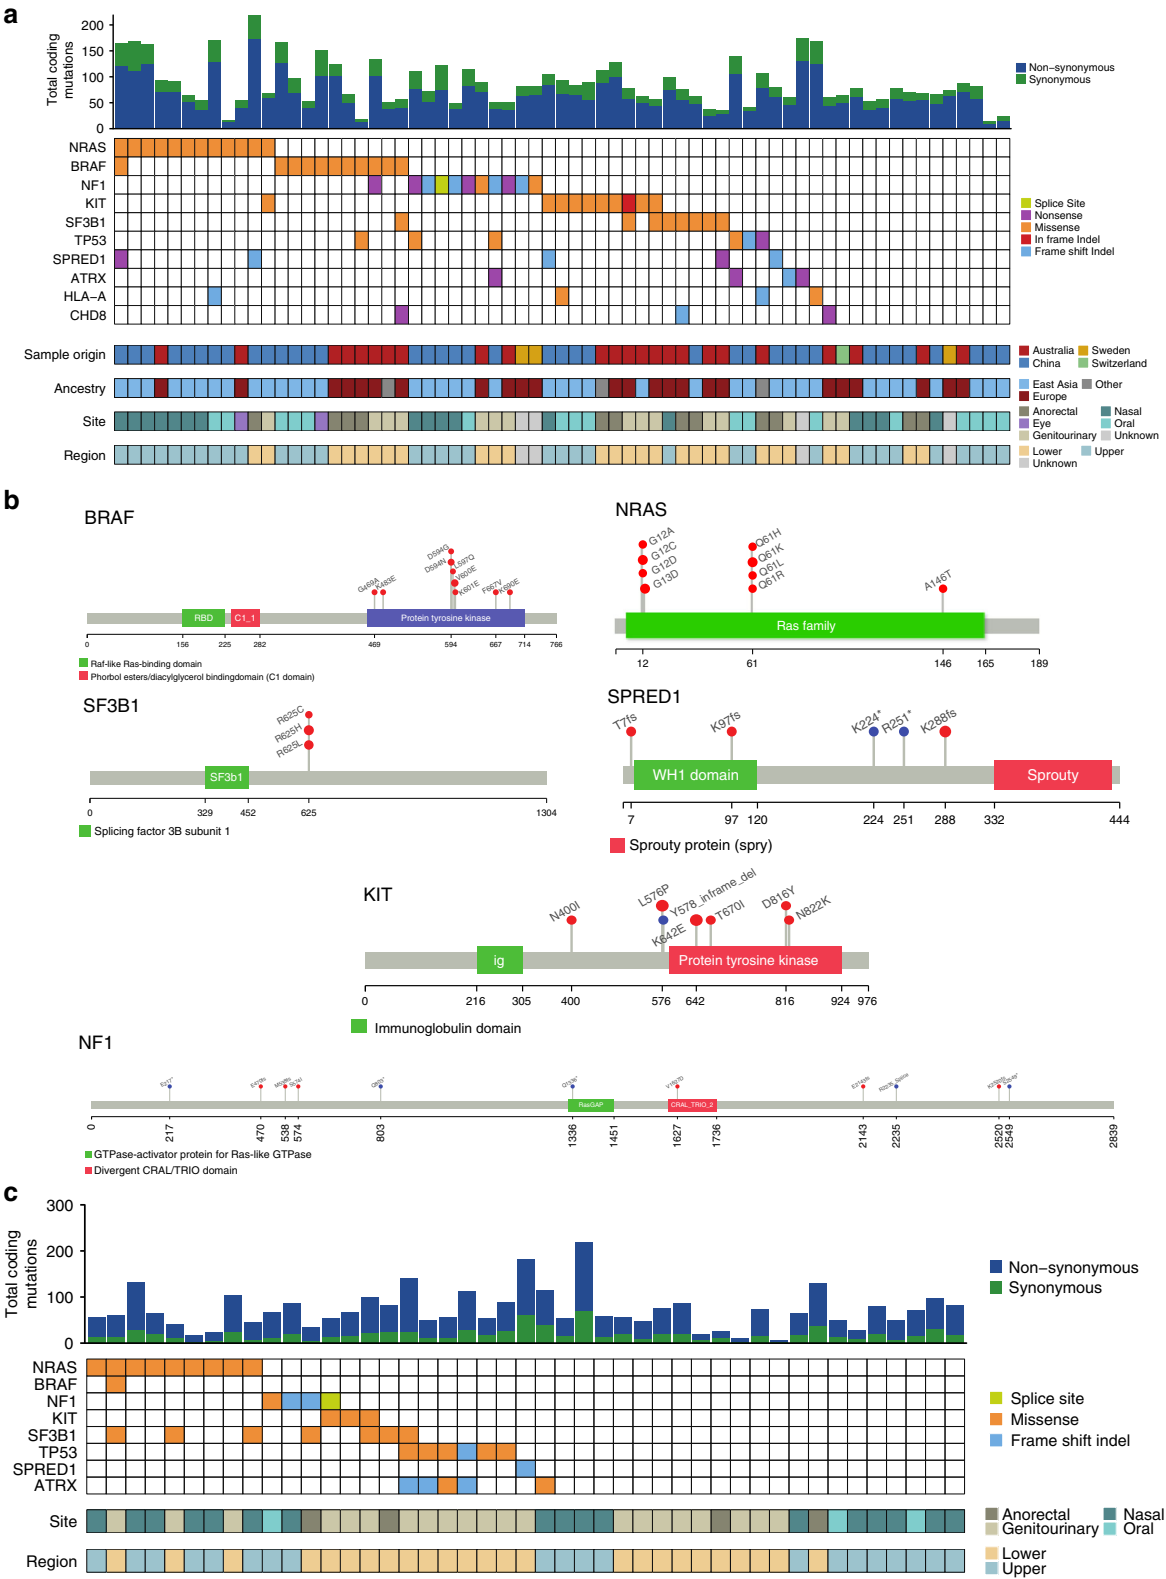 a
Total coding
mutations
200
150
100
50
0
Non−synonymous
Synonymous
NRAS
BRAF
NF1
KIT
SF3B1
TP53
SPRED1
ATRX
HLA−A
CHD8
Splice Site
Nonsense
Missense
In frame Indel
Frame shift Indel
Sample origin
Australia
Sweden
China
Switzerland
Ancestry
East Asia
Other
Europe
Site
Anorectal
Nasal
Eye
Oral
Genitourinary
Unknown
Region
Lower
Upper
Unknown
b
BRAF
G469A
K483E
D594G
D594N
L597Q
V600E
K601E
F667V
K690E
RBD
C1_1
Protein tyrosine kinase
0 156 225 282 469 594 667 714 766
Raf-like Ras-binding domain
Phorbol esters/diacylglycerol bindingdomain (C1 domain)
NRAS
G12A
G12C
G12D
G13D
Q61H
Q61K
Q61L
Q61R
A146T
Ras family
12 61 146 165 189
SF3B1
R625C
R625H
R625L
SF3b1
0 329 452 625 1304
Splicing factor 3B subunit 1
SPRED1
T7fs
K97fs
K224*
R251*
K288fs
WH1 domain
Sprouty
7 97 120 224 251 288 332 444
Sprouty protein (spry)
KIT
N400I
L576P
Y578_inframe_del
K642E
T670I
D816Y
N822K
ig
Protein tyrosine kinase
0 216 305 400 576 642 816 924 976
Immunoglobulin domain
NF1
RasGAP
CRAL_TRIO_2
0 217 470 538 574 803 1336 1451 1627 1736 2143 2235 2520 2549 2839
GTPase-activator protein for Ras-like GTPase
Divergent CRAL/TRIO domain
c
Total coding
mutations
300
200
100
0
Non−synonymous
Synonymous
NRAS
BRAF
NF1
KIT
SF3B1
TP53
SPRED1
ATRX
Splice site
Missense
Frame shift indel
Site
Anorectal
Nasal
Genitourinary
Oral
Region
Lower
Upper